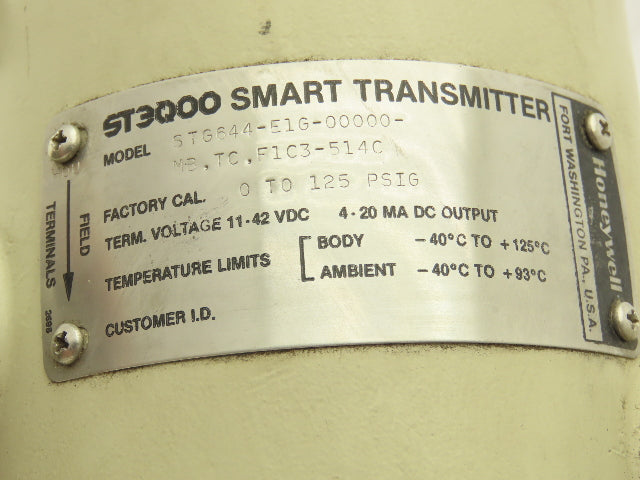 ST3000 SMART TRANSMITTER
MODEL STG644-E1G-00000-
MB,TC,F1C3-514C
FACTORY CAL. 0 TO 125 PSIG
TERM. VOLTAGE 11-42 VDC 4-20 MA DC OUTPUT
TEMPERATURE LIMITS
BODY -40°C TO +125°C
AMBIENT -40°C TO +93°C
CUSTOMER I.D.
FIELD
TERMINALS
2698
Honeywell
FORT WASHINGTON PA., U.S.A.